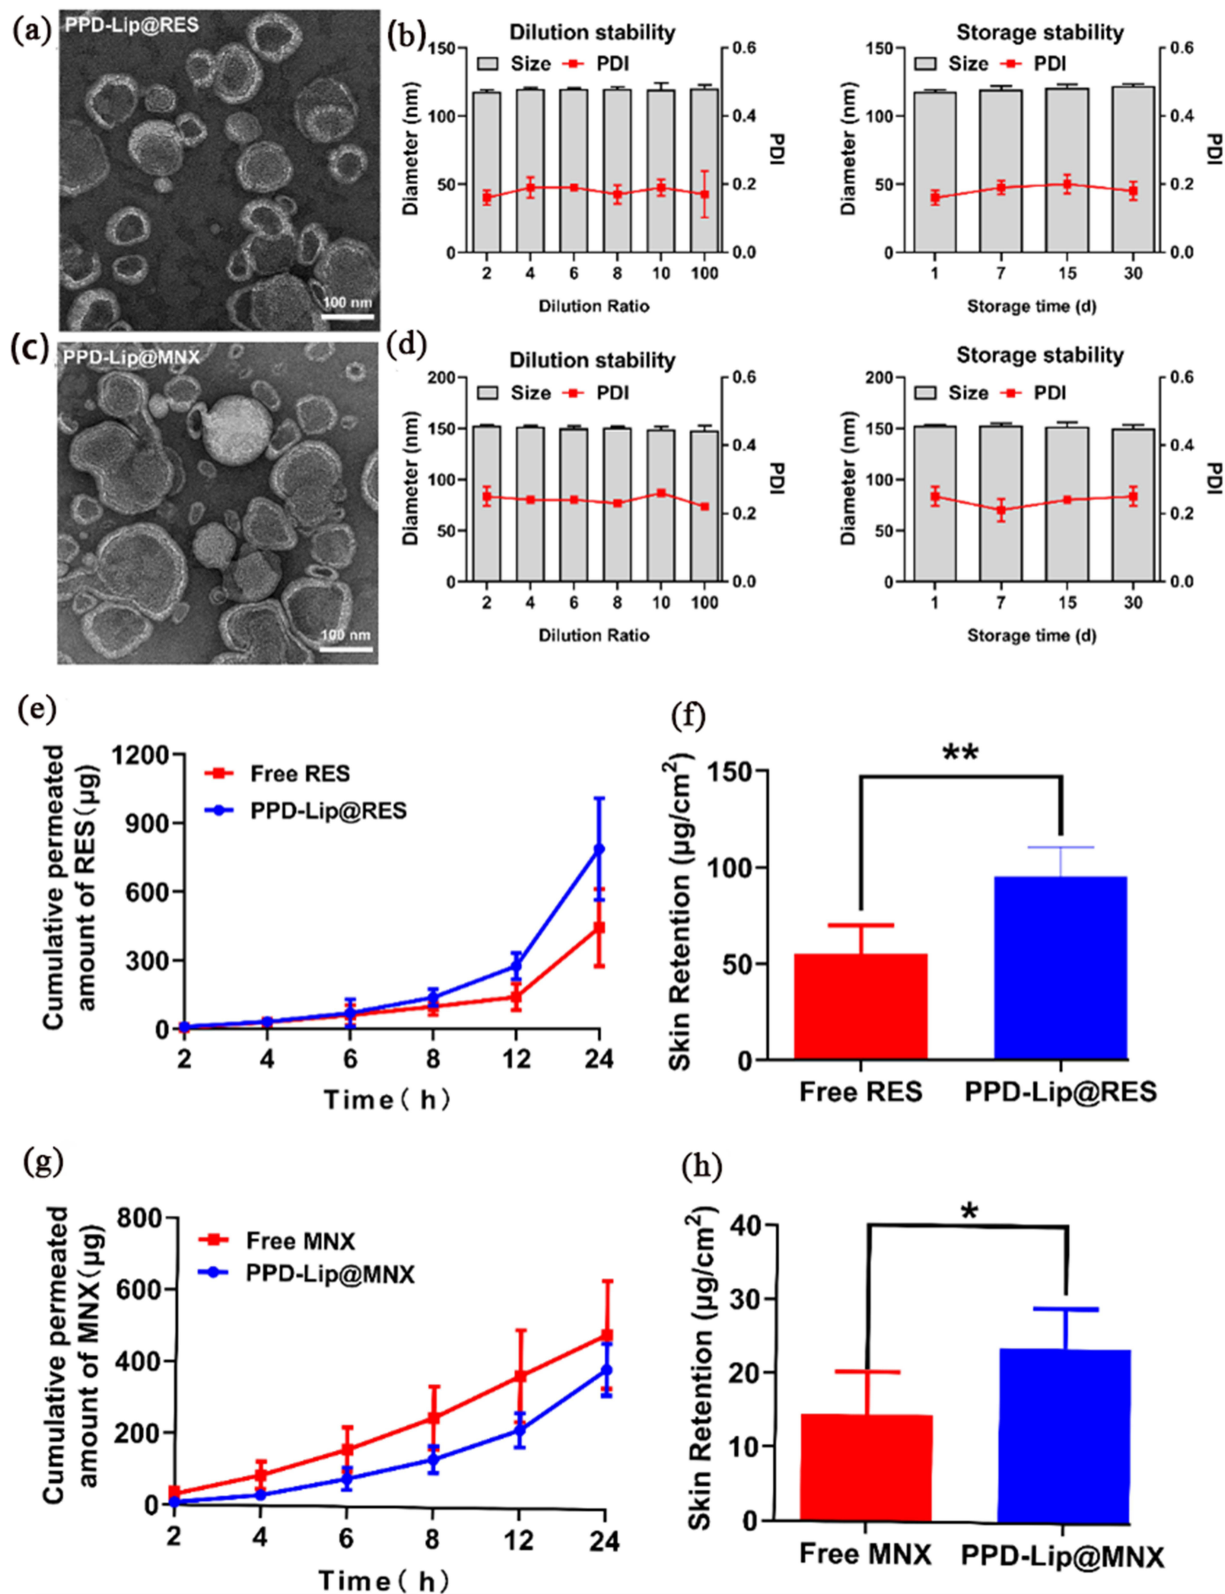 (a)
PPD-Lip@RES
100 nm
(b)
Dilution stability
Size PDI
Diameter (nm)
150
100
50
0
0.6
0.4
0.2
0.0
PDI
2 4 6 8 10 100
Dilution Ratio
Storage stability
Size PDI
Diameter (nm)
150
100
50
0
0.6
0.4
0.2
0.0
PDI
1 7 15 30
Storage time (d)
(c)
PPD-Lip@MNX
100 nm
(d)
Dilution stability
Size PDI
Diameter (nm)
200
150
100
50
0
0.6
0.4
0.2
0.0
PDI
2 4 6 8 10 100
Dilution Ratio
Storage stability
Size PDI
Diameter (nm)
200
150
100
50
0
0.6
0.4
0.2
0.0
PDI
1 7 15 30
Storage time (d)
(e)
Cumulative permeated
amount of RES(μg)
1200
900
600
300
0
Free RES
PPD-Lip@RES
2 4 6 8 12 24
Time( h)
(f)
Skin Retention (μg/cm²)
150
100
50
0
**
Free RES PPD-Lip@RES
(g)
Cumulative permeated
amount of MNX(μg)
800
600
400
200
0
Free MNX
PPD-Lip@MNX
2 4 6 8 12 24
Time( h)
(h)
Skin Retention (μg/cm²)
40
30
20
10
0
*
Free MNX PPD-Lip@MNX